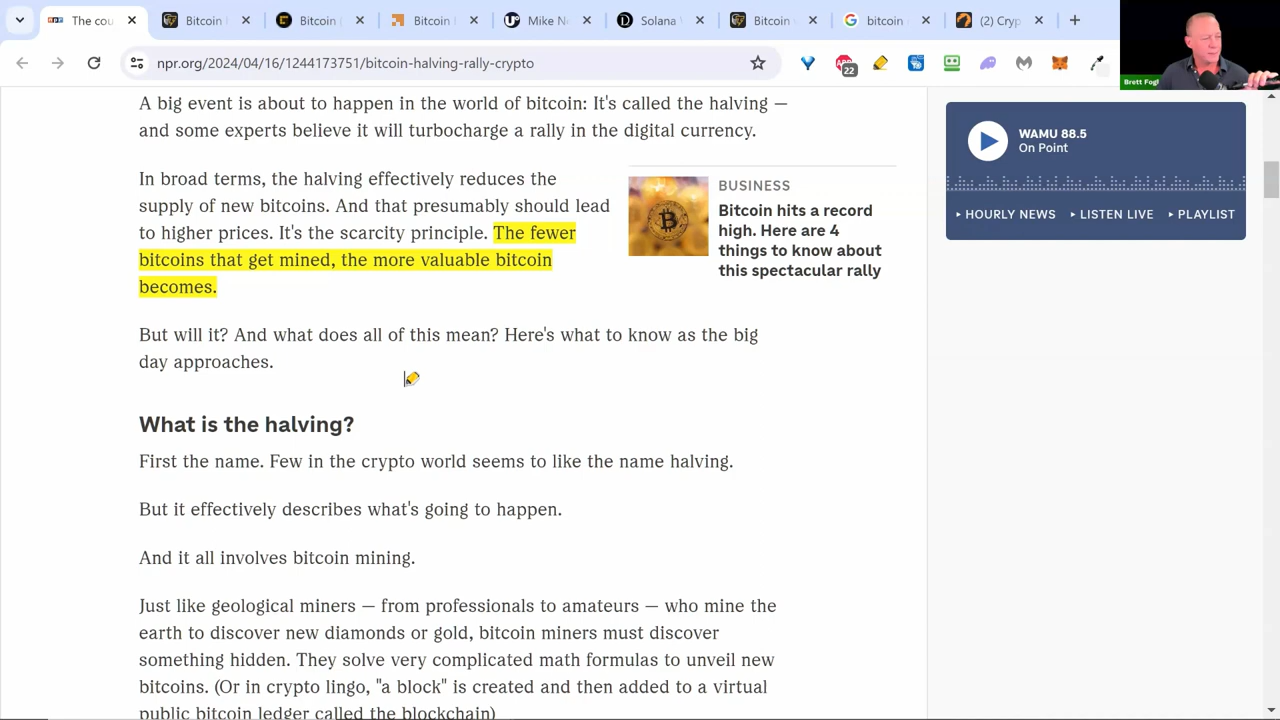 The cou
Bitcoin
Bitcoin
Bitcoin
Mike Ne
Solana
Bitcoin
bitcoin
(2) Cryp
npr.org/2024/04/16/1244173751/bitcoin-halving-rally-crypto
22
Brett Fogl
A big event is about to happen in the world of bitcoin: It's called the halving —
and some experts believe it will turbocharge a rally in the digital currency.
In broad terms, the halving effectively reduces the
supply of new bitcoins. And that presumably should lead
to higher prices. It's the scarcity principle. The fewer
bitcoins that get mined, the more valuable bitcoin
becomes.
BUSINESS
Bitcoin hits a record
high. Here are 4
things to know about
this spectacular rally
But will it? And what does all of this mean? Here's what to know as the big
day approaches.
What is the halving?
First the name. Few in the crypto world seems to like the name halving.
But it effectively describes what's going to happen.
And it all involves bitcoin mining.
Just like geological miners — from professionals to amateurs — who mine the
earth to discover new diamonds or gold, bitcoin miners must discover
something hidden. They solve very complicated math formulas to unveil new
bitcoins. (Or in crypto lingo, "a block" is created and then added to a virtual
public bitcoin ledger called the blockchain)
WAMU 88.5
On Point
HOURLY NEWS
LISTEN LIVE
PLAYLIST